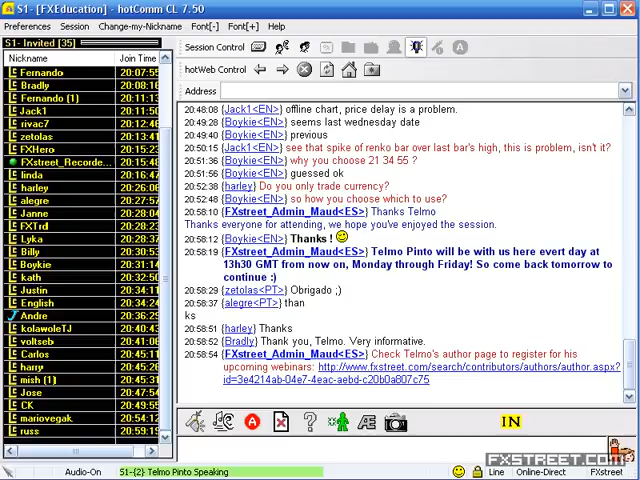 S1- [FXEducation] - hotComm CL 7.50
Preferences Session Change-my-Nickname Font[-] Font[+] Help
S1- Invited [35]
Nickname Join Time
Fernando 20:07:55
Bradly 20:08:16
Fernando (1) 20:11:13
Jack1 20:11:50
rivac7 20:12:47
zetolas 20:13:41
FXHero 20:15:23
FXstreet_Recorde... 20:15:48
linda 20:16:47
harley 20:26:06
alegre 20:27:56
Janne 20:28:04
FXTrd 20:28:24
Lyka 20:29:36
Billy 20:29:54
Boykie 20:31:14
kath 20:32:50
Justin 20:34:11
English 20:34:24
Andre 20:36:29
kolawoleTJ 20:40:43
voltseb 20:41:06
Carlos 20:45:11
harry 20:45:26
mish (1) 20:45:31
Jose 20:47:54
CK 20:49:55
mariovegak 20:54:12
russ 20:59:19
Session Control
hotWeb Control
Address
20:48:08 {Jack1<EN>} offline chart, price delay is a problem.
20:49:28 {Boykie<EN>} seems last wednesday date
20:49:40 {Boykie<EN>} previous
20:50:15 {Jack1<EN>} see that spike of renko bar over last bar's high, this is problem, isn't it?
20:51:36 {Boykie<EN>} why you choose 21 34 55 ?
20:51:56 {Boykie<EN>} guessed ok
20:52:38 {harley} Do you only trade currency?
20:52:48 {Boykie<EN>} so how you choose which to use?
20:58:10 {FXstreet_Admin_Maud<ES>} Thanks Telmo
Thanks everyone for attending, we hope you've enjoyed the session.
20:58:12 {Boykie<EN>} Thanks !
20:58:19 {FXstreet_Admin_Maud<ES>} Telmo Pinto will be with us here evert day at
13h30 GMT from now on, Monday through Friday! So come back tomorrow to
continue :)
20:58:29 {zetolas<PT>} Obrigado ;)
20:58:37 {alegre<PT>} than
ks
20:58:51 {harley} Thanks
20:58:52 {Bradly} Thank you, Telmo. Very informative.
20:58:54 {FXstreet_Admin_Maud<ES>} Check Telmo's author page to register for his
upcoming webinars: http://www.fxstreet.com/search/contributors/authors/author.aspx?
id=3e4214ab-04e7-4eac-aebd-c20b0a807c75
IN
FXSTREET.COM
Audio-On S1-{2} Telmo Pinto Speaking Line Online-Direct FXstreet